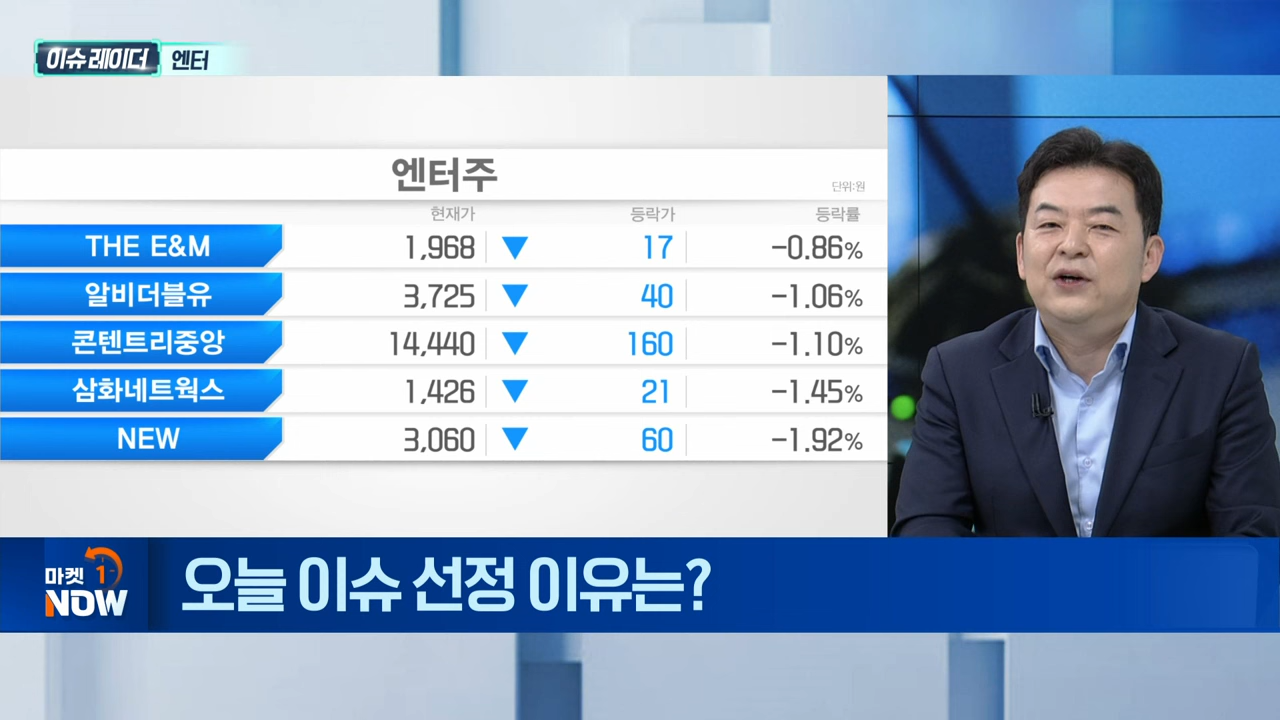 이슈 레이더 엔터
엔터주
단위:원
현재가 등락가 등락률
THE E&M 1,968 ▼ 17 -0.86%
알비더블유 3,725 ▼ 40 -1.06%
콘텐트리중앙 14,440 ▼ 160 -1.10%
삼화네트웍스 1,426 ▼ 21 -1.45%
NEW 3,060 ▼ 60 -1.92%
마켓 1
NOW
오늘 이슈 선정 이유는?